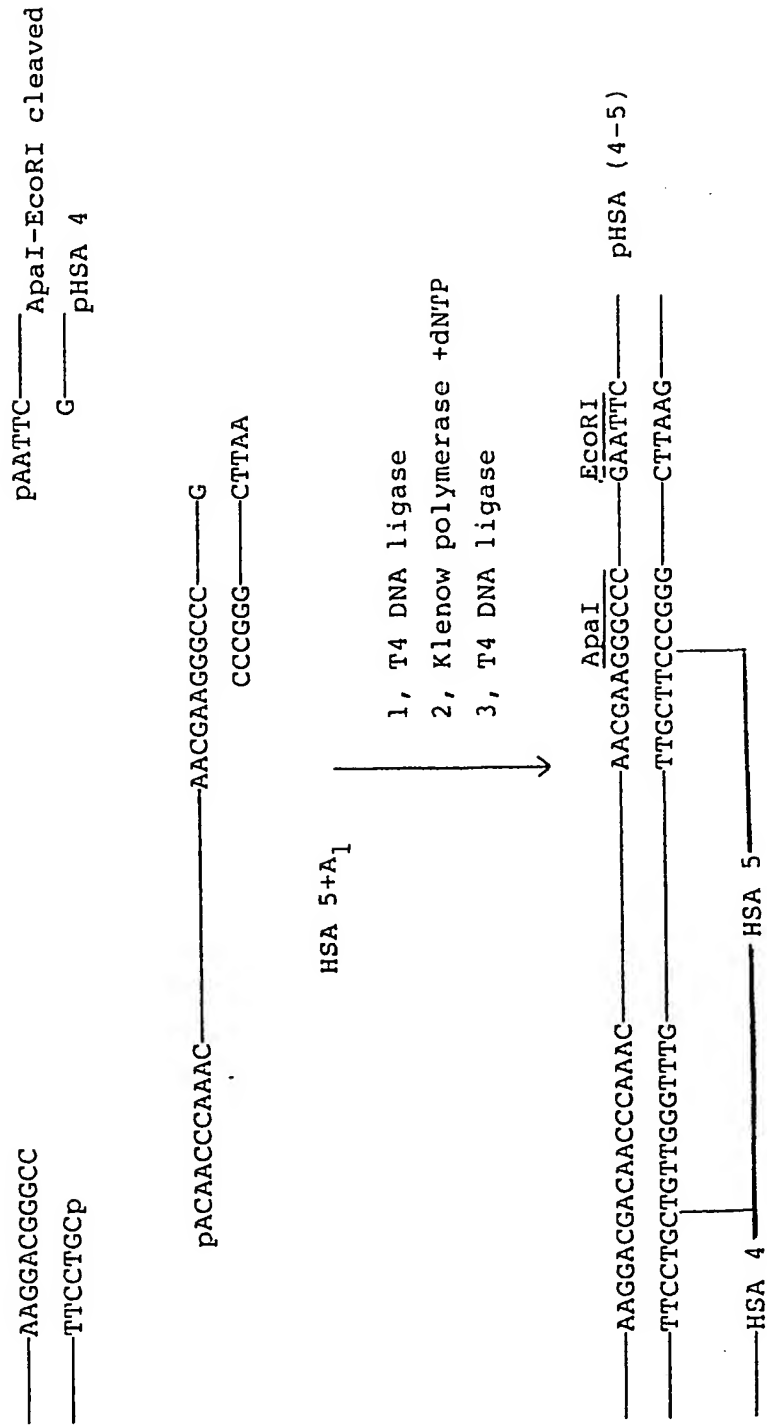 —AAGGACGGGCC pAATTC—
—TTCCTGCp G—
ApaI-EcoRI cleaved
pHSA 4
pACAACCCAAAC—AACGAAGGGCCC—G
CCCGGG—CTTAA
HSA 5+A1
1, T4 DNA ligase
2, Klenow polymerase +dNTP
3, T4 DNA ligase
ApaI EcoRI
—AAGGACGACAACCCAAAC—AACGAAGGGCCC—GAATTC—
pHSA (4-5)
—TTCCTGCTGTTGGGTTTG—TTGCTTCCCGGG—CTTAAG—
—HSA 4—HSA 5—